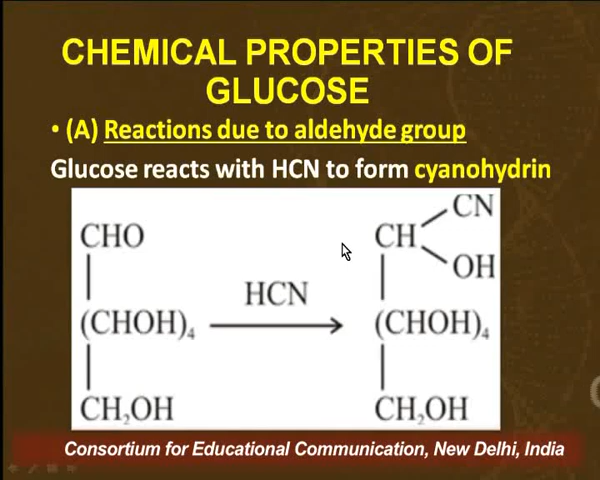 CHEMICAL PROPERTIES OF
GLUCOSE
• (A) Reactions due to aldehyde group
Glucose reacts with HCN to form cyanohydrin
CN
CHO
CH
OH
HCN
(CHOH)₄
(CHOH)₄
CH₂OH
CH₂OH
Consortium for Educational Communication, New Delhi, India